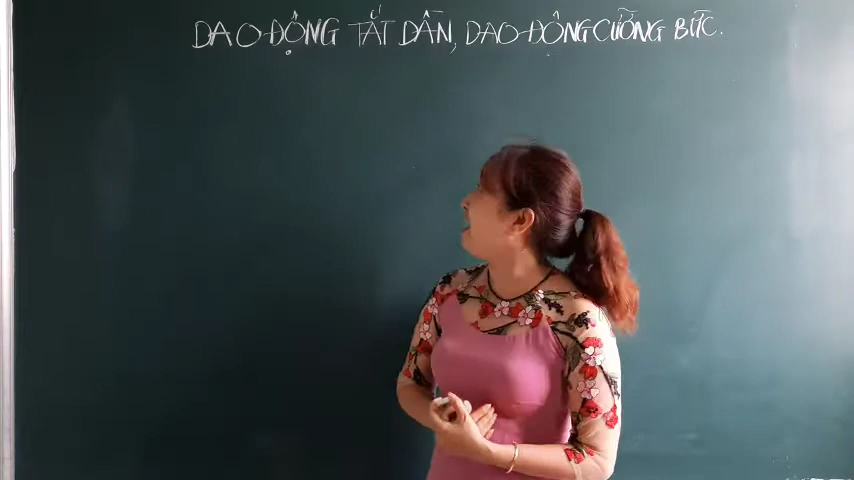 DAO ĐỘNG TẮT DẦN, DAO ĐỘNG CƯỠNG BỨC.